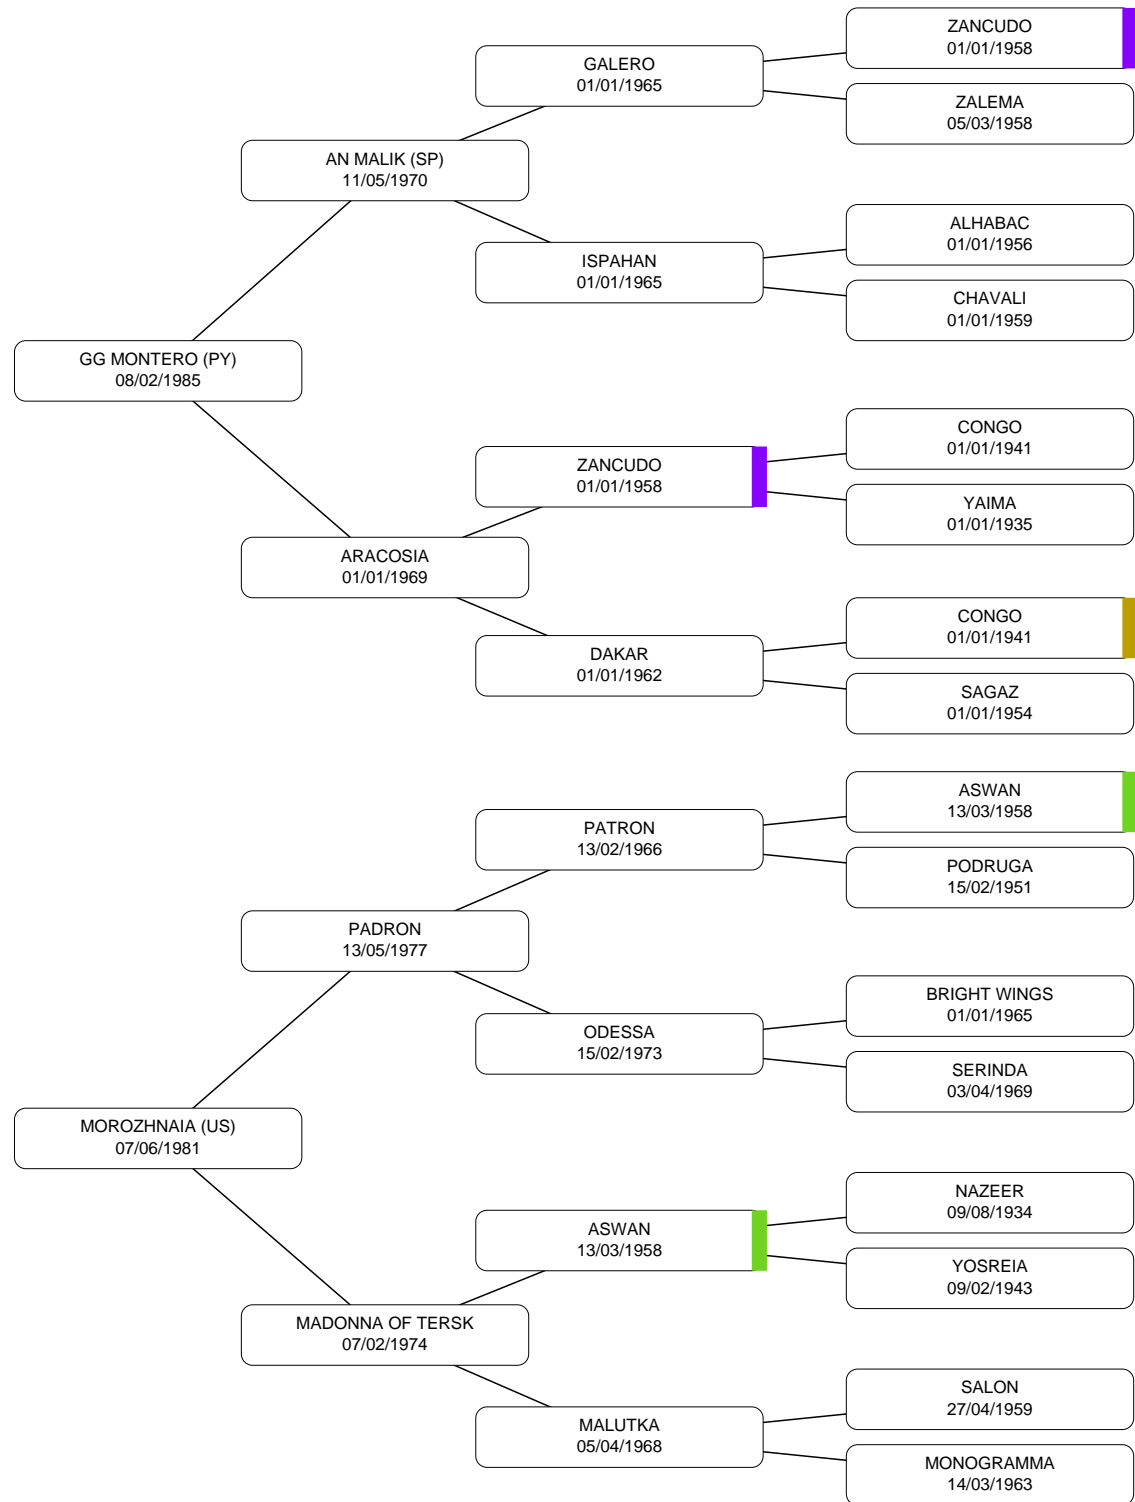 ZANCUDO
01/01/1958
GALERO
01/01/1965
ZALEMA
05/03/1958
AN MALIK (SP)
11/05/1970
ALHABAC
01/01/1956
ISPAHAN
01/01/1965
CHAVALI
01/01/1959
GG MONTERO (PY)
08/02/1985
CONGO
01/01/1941
ZANCUDO
01/01/1958
YAIMA
01/01/1935
ARACOSIA
01/01/1969
CONGO
01/01/1941
DAKAR
01/01/1962
SAGAZ
01/01/1954
ASWAN
13/03/1958
PATRON
13/02/1966
PODRUGA
15/02/1951
PADRON
13/05/1977
BRIGHT WINGS
01/01/1965
ODESSA
15/02/1973
SERINDA
03/04/1969
MOROZHNAIA (US)
07/06/1981
NAZEER
09/08/1934
ASWAN
13/03/1958
YOSREIA
09/02/1943
MADONNA OF TERSK
07/02/1974
SALON
27/04/1959
MALUTKA
05/04/1968
MONOGRAMMA
14/03/1963